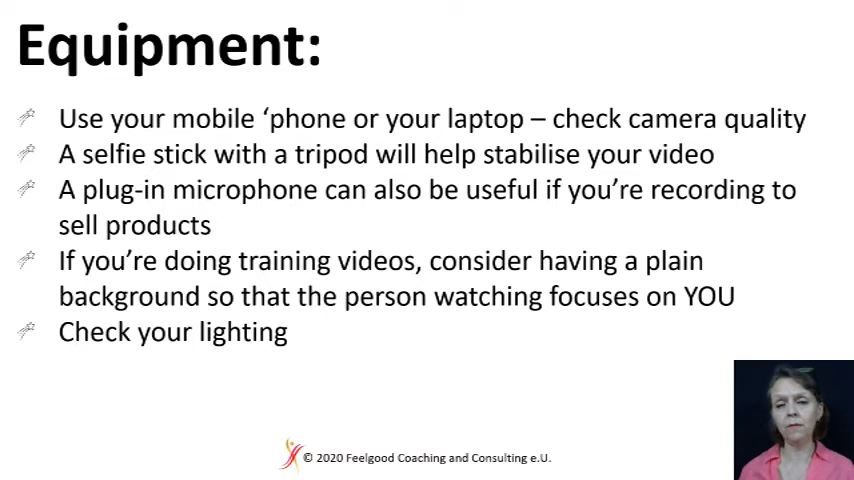 Equipment:
Use your mobile ‘phone or your laptop – check camera quality
A selfie stick with a tripod will help stabilise your video
A plug-in microphone can also be useful if you’re recording to
sell products
If you’re doing training videos, consider having a plain
background so that the person watching focuses on YOU
Check your lighting
© 2020 Feelgood Coaching and Consulting e.U.